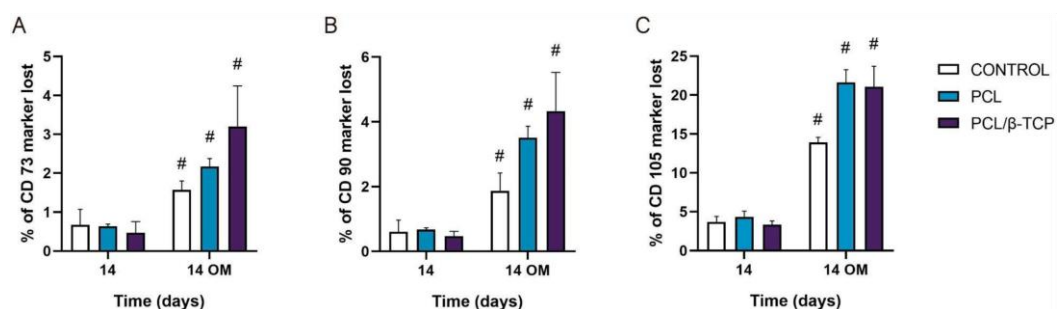 A
% of CD 73 marker lost
5
4
3
2
1
0
# # #
14 14 OM
Time (days)
B
% of CD 90 marker lost
6
4
2
0
# # #
14 14 OM
Time (days)
C
% of CD 105 marker lost
25
20
15
10
5
0
# # #
14 14 OM
Time (days)
CONTROL
PCL
PCL/β-TCP